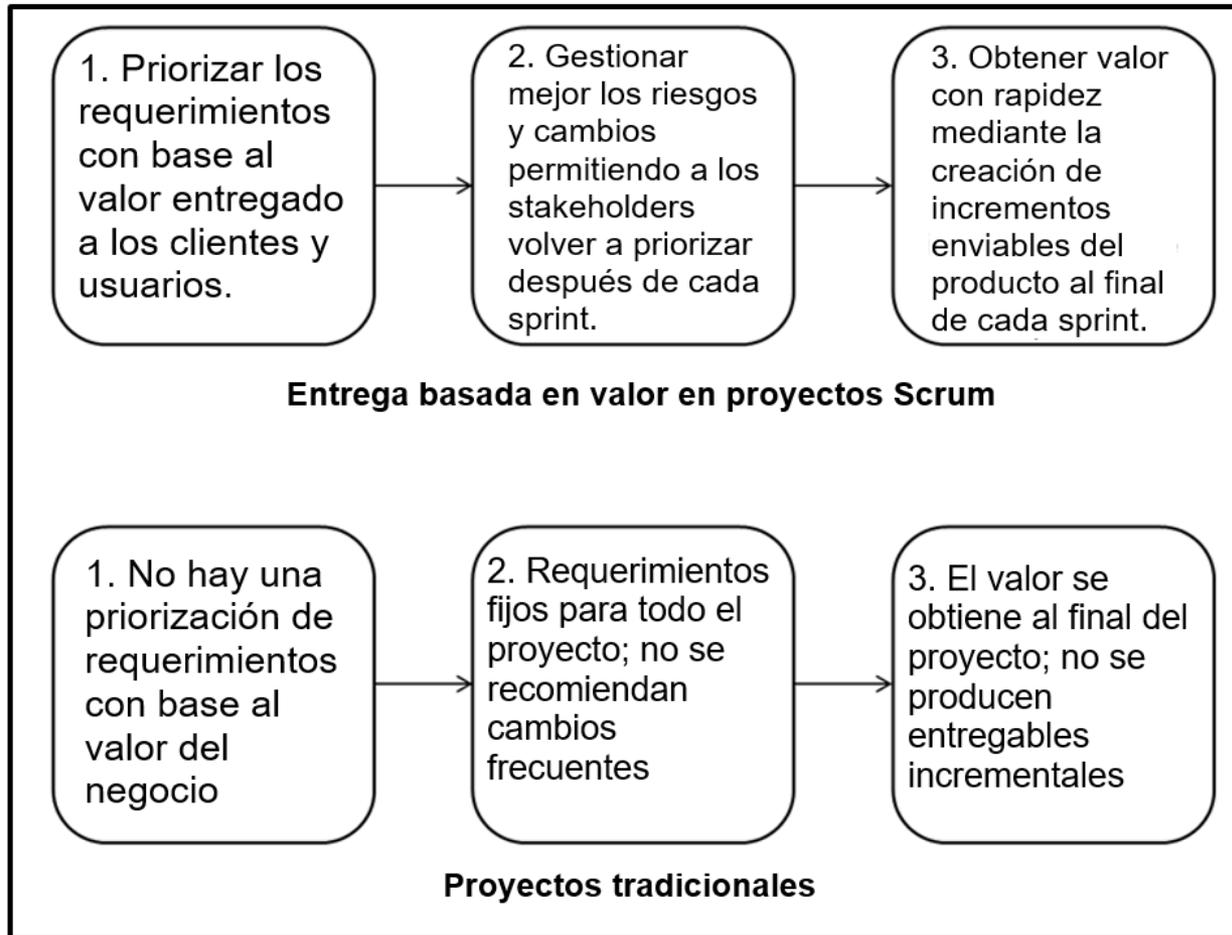 1. Priorizar los
requerimientos
con base al
valor entregado
a los clientes y
usuarios.
2. Gestionar
mejor los riesgos
y cambios
permitiendo a los
stakeholders
volver a priorizar
después de cada
sprint.
3. Obtener valor
con rapidez
mediante la
creación de
incrementos
enviables del
producto al final
de cada sprint.
Entrega basada en valor en proyectos Scrum
1. No hay una
priorización de
requerimientos
con base al
valor del
negocio
2. Requerimientos
fijos para todo el
proyecto; no se
recomiendan
cambios
frecuentes
3. El valor se
obtiene al final del
proyecto; no se
producen
entregables
incrementales
Proyectos tradicionales